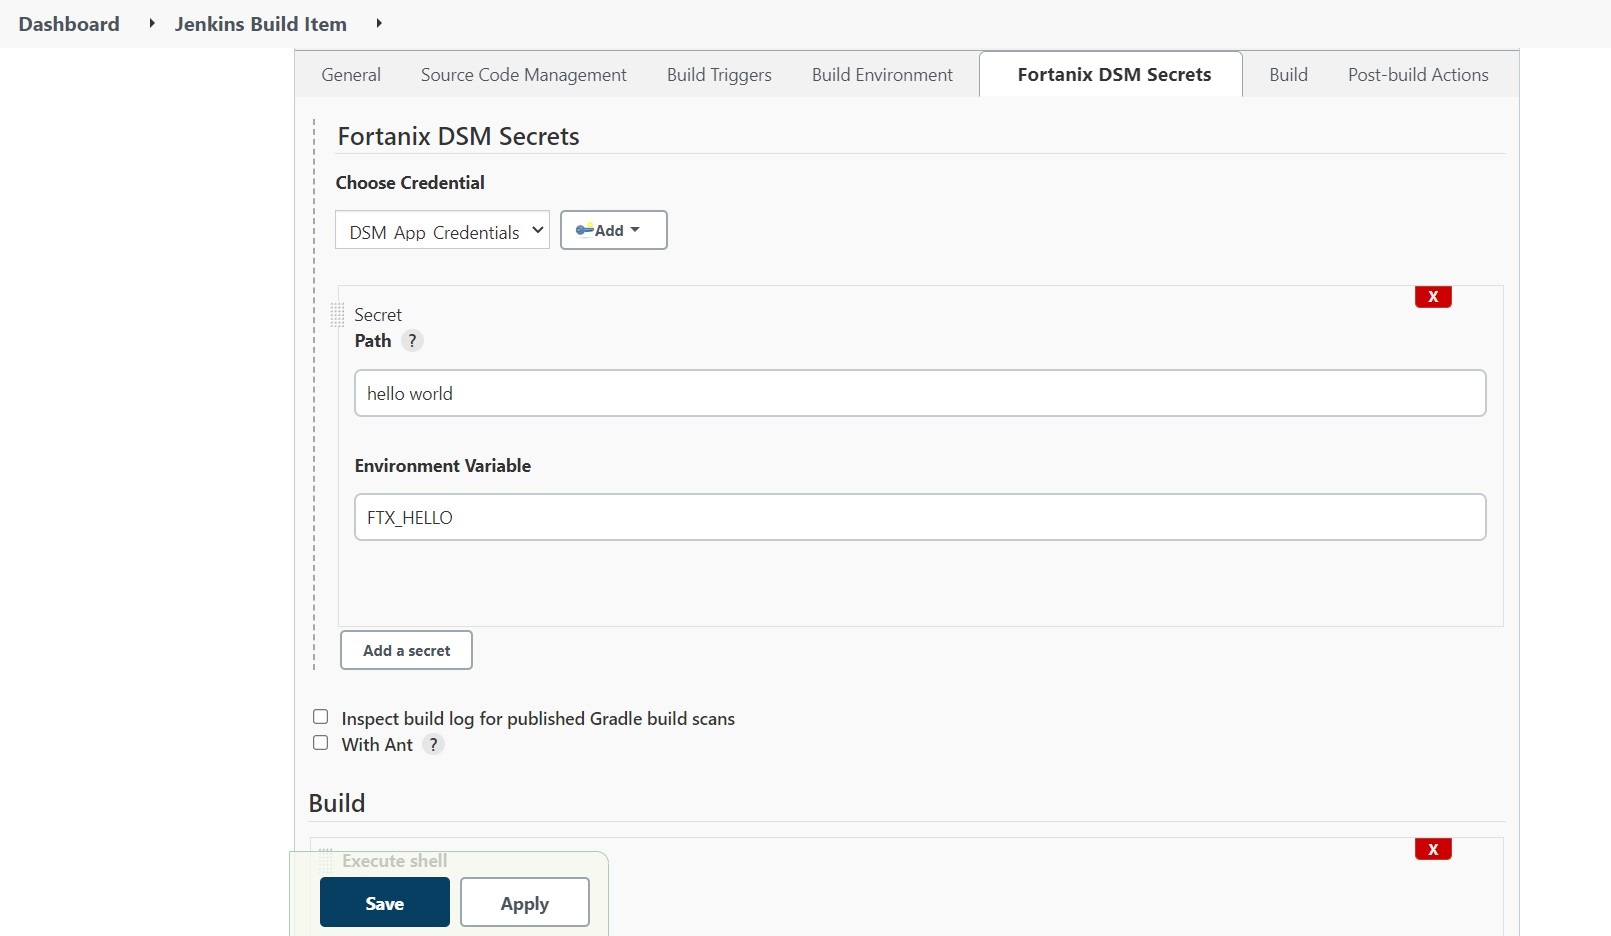 Dashboard Jenkins Build Item
General Source Code Management Build Triggers Build Environment Fortanix DSM Secrets Build Post-build Actions
Fortanix DSM Secrets
Choose Credential
DSM App Credentials Add
X
Secret
Path ?
hello world
Environment Variable
FTX_HELLO
Add a secret
Inspect build log for published Gradle build scans
With Ant ?
Build
X
Execute shell
Save Apply